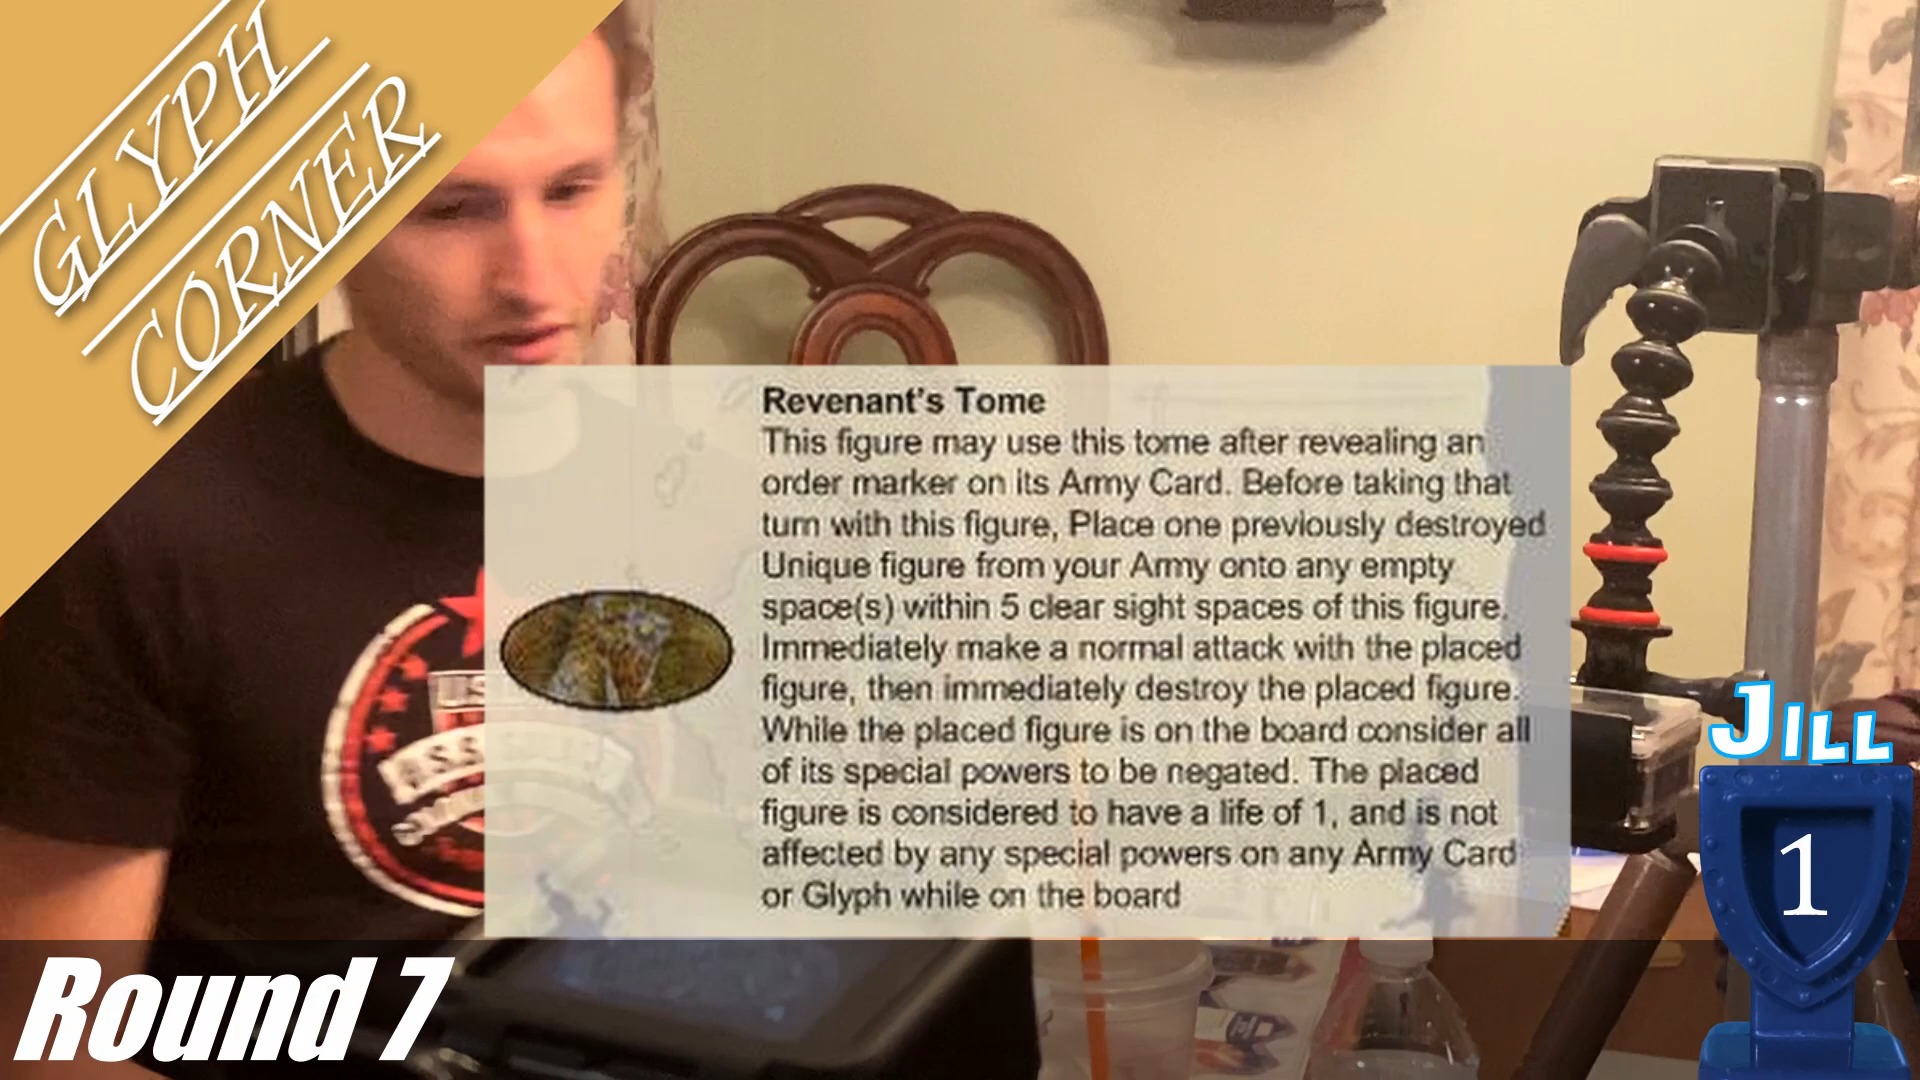 GLYPH
CORNER
Revenant's Tome
This figure may use this tome after revealing an
order marker on its Army Card. Before taking that
turn with this figure, Place one previously destroyed
Unique figure from your Army onto any empty
space(s) within 5 clear sight spaces of this figure.
Immediately make a normal attack with the placed
figure, then immediately destroy the placed figure.
While the placed figure is on the board consider all
of its special powers to be negated. The placed
figure is considered to have a life of 1, and is not
affected by any special powers on any Army Card
or Glyph while on the board
JILL
1
Round 7